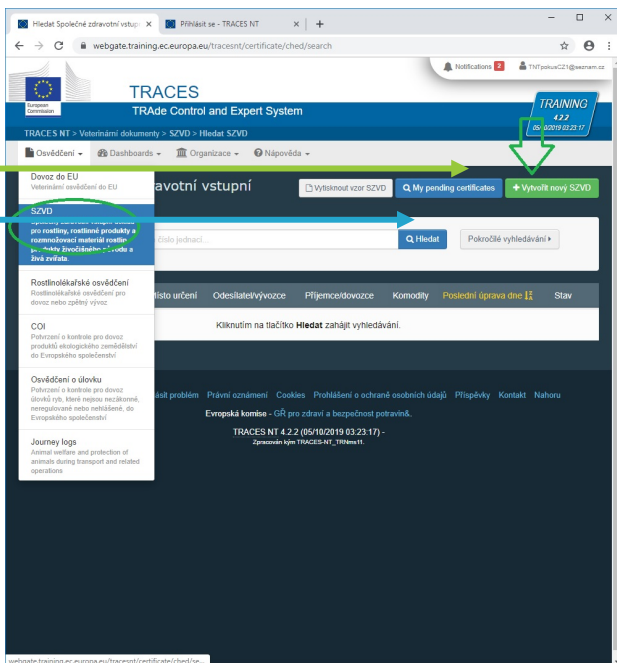 Hledat Společné zdravotní vstup
Přihlásit se - TRACES NT
webgate.training.ec.europa.eu/tracesnt/certificate/ched/search
Notifications 2
TNTpokusCZ1@seznam.cz
European
Commission
TRACES
TRAde Control and Expert System
TRAINING
4.2.2
05/10/2019 03:23:17
TRACES NT > Veterinární dokumenty > SZVD > Hledat SZVD
Osvědčení
Dashboards
Organizace
Nápověda
avotní vstupní
Vytisknout vzor SZVD
My pending certificates
+ Vytvořit nový SZVD
Dovoz do EU
Veterinární osvědčení do EU
SZVD
Společný zdravotní vstupní doklad
pro rostliny, rostlinné produkty a
rozmnožovací materiál rostlin
produkty živočišného původu a
živá zvířata.
číslo jednací...
Hledat
Pokročilé vyhledávání
Rostlinolékařské osvědčení
Rostlinolékařské osvědčení pro
dovoz nebo zpětný vývoz
místo určení
Odesílatel/vývozce
Příjemce/dovozce
Komodity
Poslední úprava dne
Stav
Kliknutím na tlačítko Hledat zahájit vyhledávání.
COI
Potvrzení o kontrole pro dovoz
produktů ekologického zemědělství
do Evropského společenství
Osvědčení o úlovku
Potvrzení o kontrole pro dovoz
úlovků ryb, které nejsou nezákonné,
neregulované nebo nehlášené, do
Evropského společenství
Journey logs
Animal welfare and protection of
animals during transport and related
operations
ásit problém Právní oznámení Cookies Prohlášení o ochraně osobních údajů Příspěvky Kontakt Nahoru
Evropská komise - GŘ pro zdraví a bezpečnost potravin&.
TRACES NT 4.2.2 (05/10/2019 03:23:17) -
Zpracován kým TRACES-NT_TRNms11.
webgate.training.ec.europa.eu/tracesnt/certificate/ched/se...